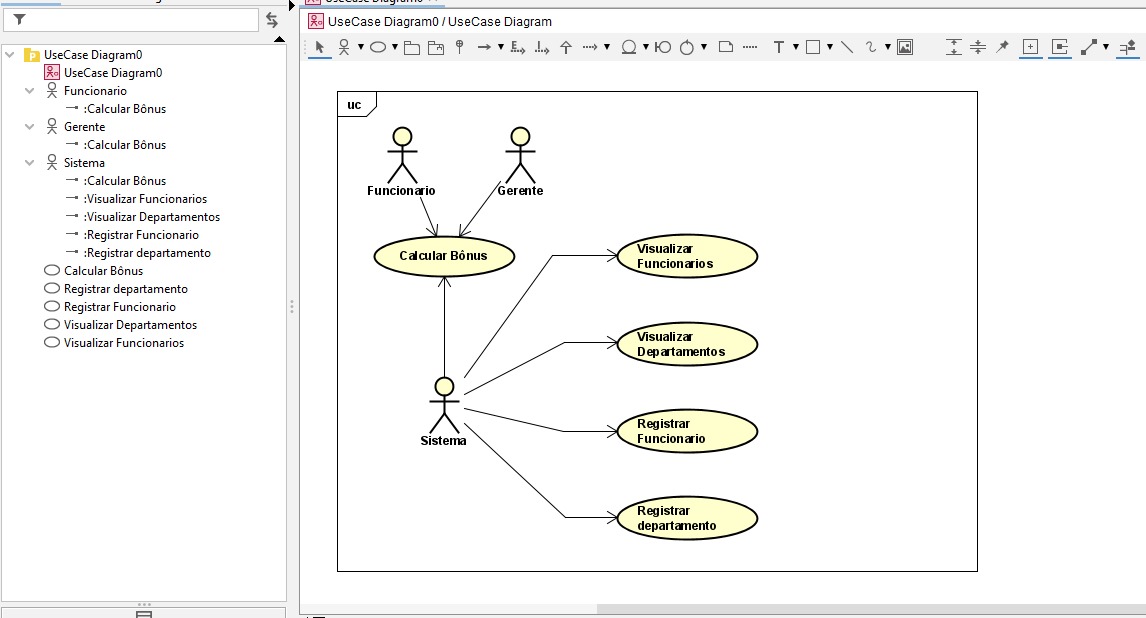 UseCase Diagram0
UseCase Diagram0
Funcionario
:Calcular Bônus
Gerente
:Calcular Bônus
Sistema
:Calcular Bônus
:Visualizar Funcionarios
:Visualizar Departamentos
:Registrar Funcionario
:Registrar departamento
Calcular Bônus
Registrar departamento
Registrar Funcionario
Visualizar Departamentos
Visualizar Funcionarios
UseCase Diagram0
UseCase Diagram0 / UseCase Diagram
uc
Funcionario
Gerente
Calcular Bônus
Visualizar
Funcionarios
Visualizar
Departamentos
Sistema
Registrar
Funcionario
Registrar
departamento